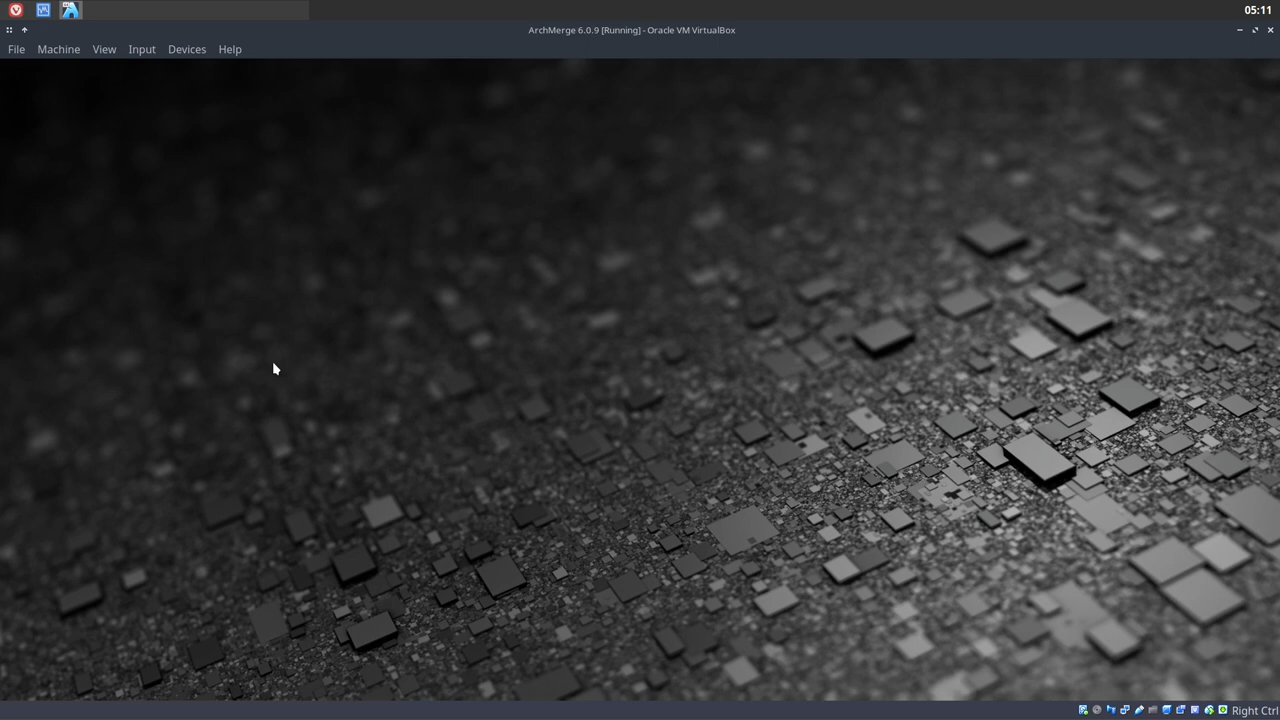 05:11
ArchMerge 6.0.9 [Running] - Oracle VM VirtualBox
File Machine View Input Devices Help
Right Ctrl